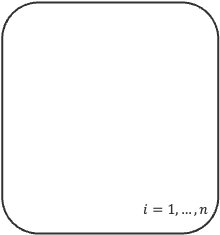 i = 1, ... , n